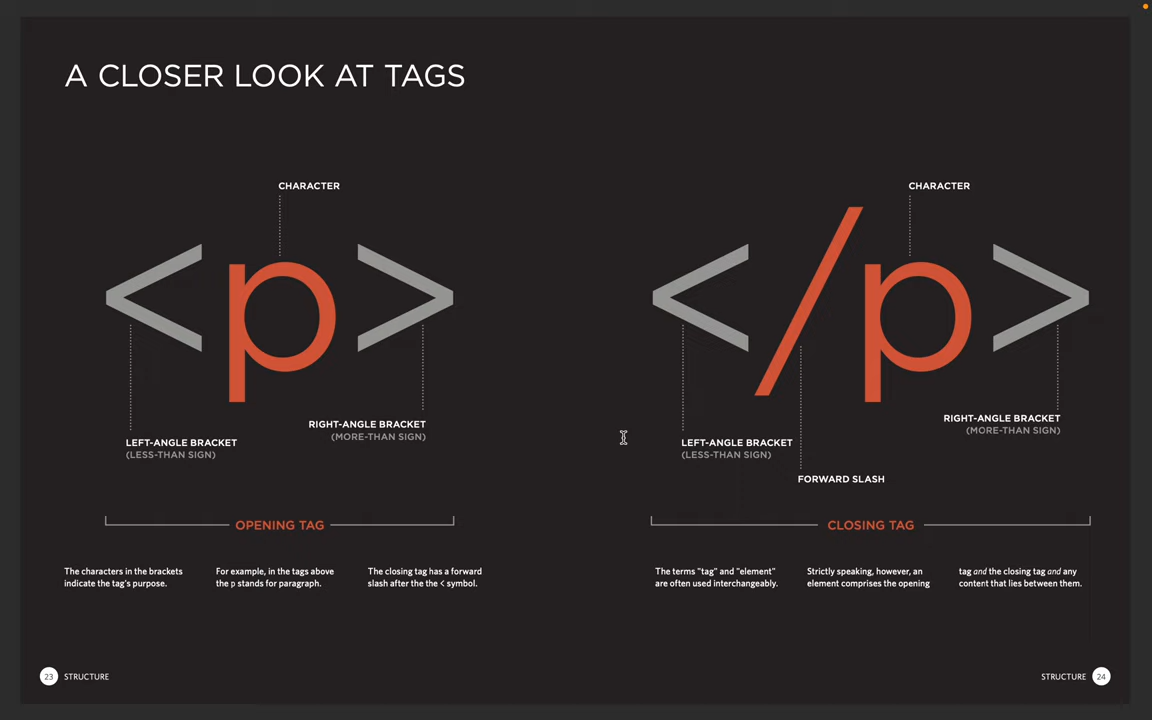 A CLOSER LOOK AT TAGS
CHARACTER
<p>
LEFT-ANGLE BRACKET
(LESS-THAN SIGN)
RIGHT-ANGLE BRACKET
(MORE-THAN SIGN)
OPENING TAG
The characters in the brackets
indicate the tag's purpose.
For example, in the tags above
the p stands for paragraph.
The closing tag has a forward
slash after the the < symbol.
CHARACTER
</p>
LEFT-ANGLE BRACKET
(LESS-THAN SIGN)
RIGHT-ANGLE BRACKET
(MORE-THAN SIGN)
FORWARD SLASH
CLOSING TAG
The terms "tag" and "element"
are often used interchangeably.
Strictly speaking, however, an
element comprises the opening
tag and the closing tag and any
content that lies between them.
23 STRUCTURE
STRUCTURE 24